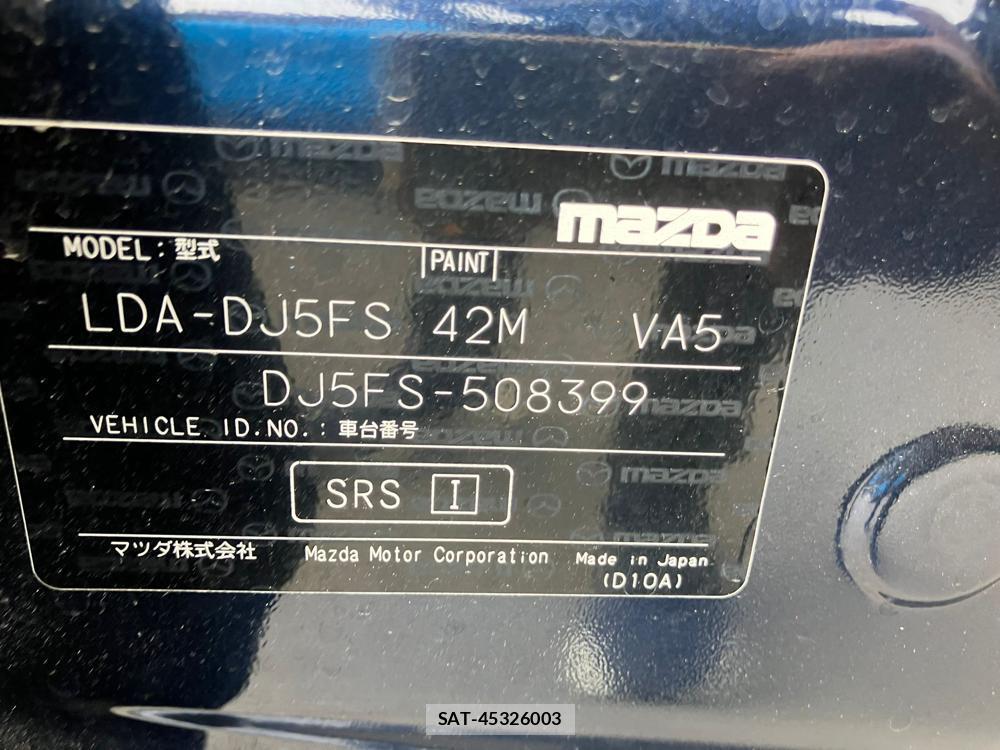 mazda
MODEL：型式 PAINT
LDA-DJ5FS 42M VA5
DJ5FS-508399
VEHICLE ID.NO.：車台番号
SRS I
マツダ株式会社 Mazda Motor Corporation Made in Japan
(D10A)
SAT-45326003